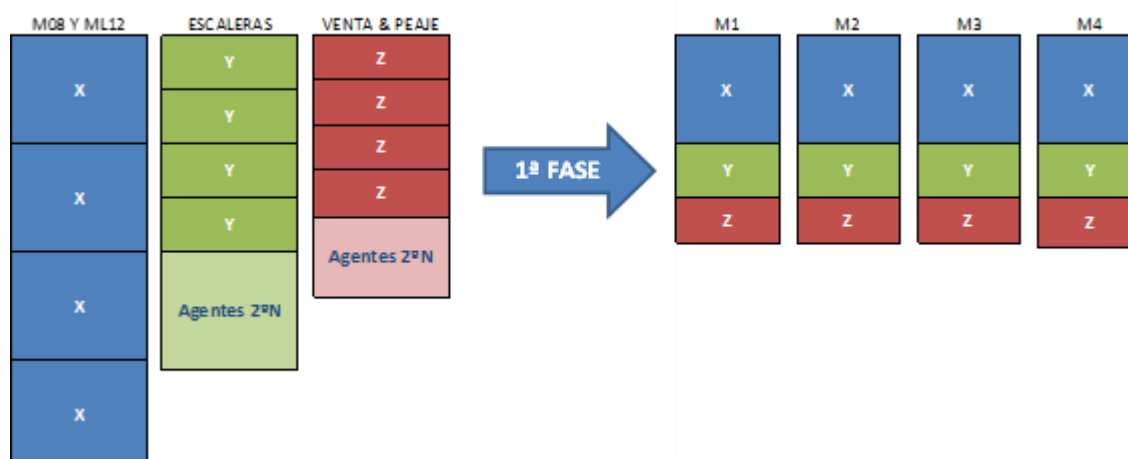 M08 Y ML12
ESCALERAS
VENTA & PEAJE
X
X
X
X
Y
Y
Y
Y
Agentes 2ºN
Z
Z
Z
Z
Agentes 2ºN
1ª FASE
M1
M2
M3
M4
X
X
X
X
Y
Y
Y
Y
Z
Z
Z
Z